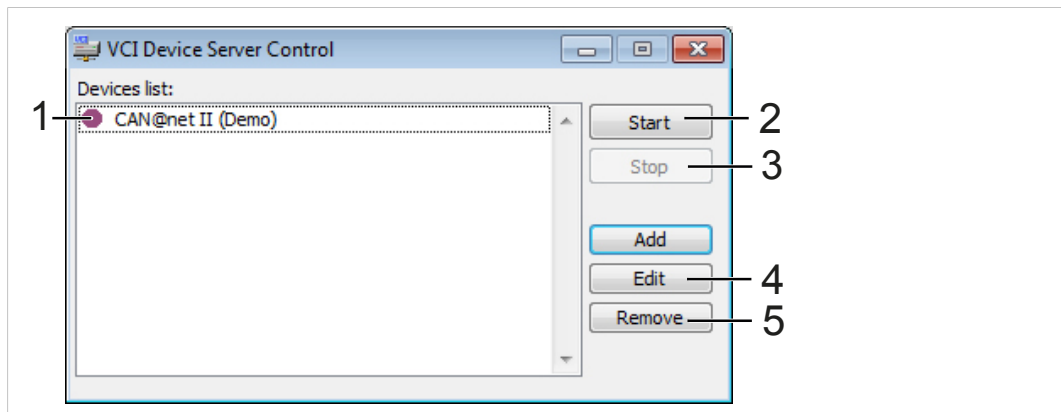 VCI Device Server Control
Devices list:
1 CAN@net II (Demo)
Start 2
Stop 3
Add
Edit 4
Remove 5